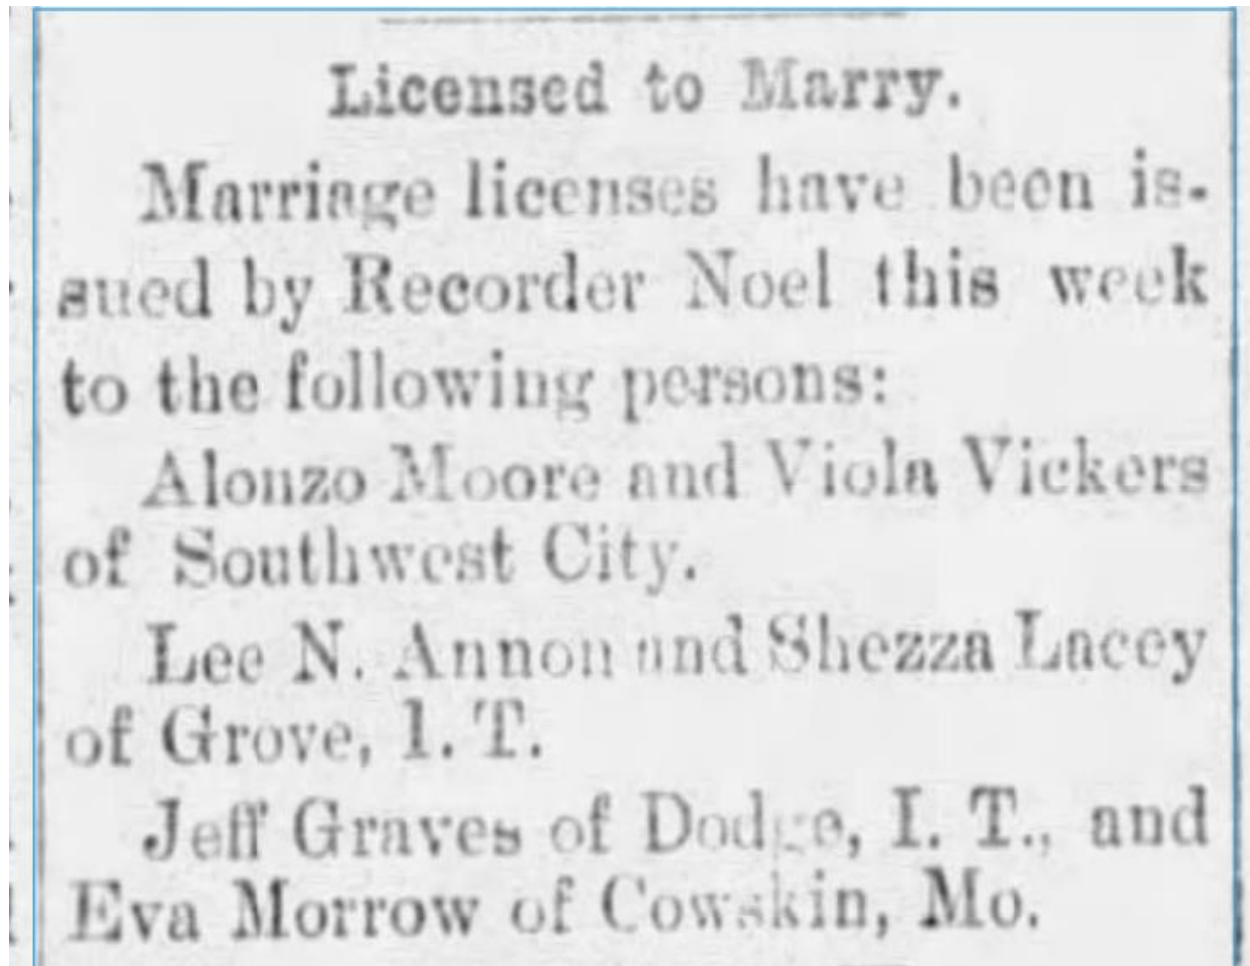 Licensed to Marry.
Marriage licenses have been is-
sued by Recorder Noel this week
to the following persons:
Alonzo Moore and Viola Vickers
of Southwest City.
Lee N. Annon and Shezza Lacey
of Grove, I. T.
Jeff Graves of Dodge, I. T., and
Eva Morrow of Cowskin, Mo.